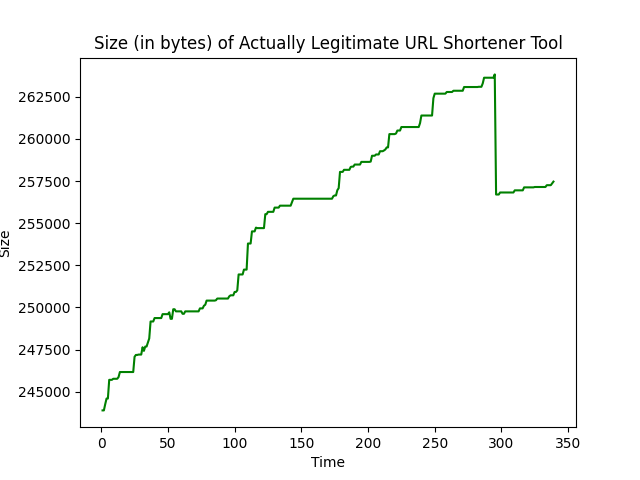 Size (in bytes) of Actually Legitimate URL Shortener Tool
262500
260000
257500
255000
252500
250000
247500
245000
Size
0 50 100 150 200 250 300 350
Time